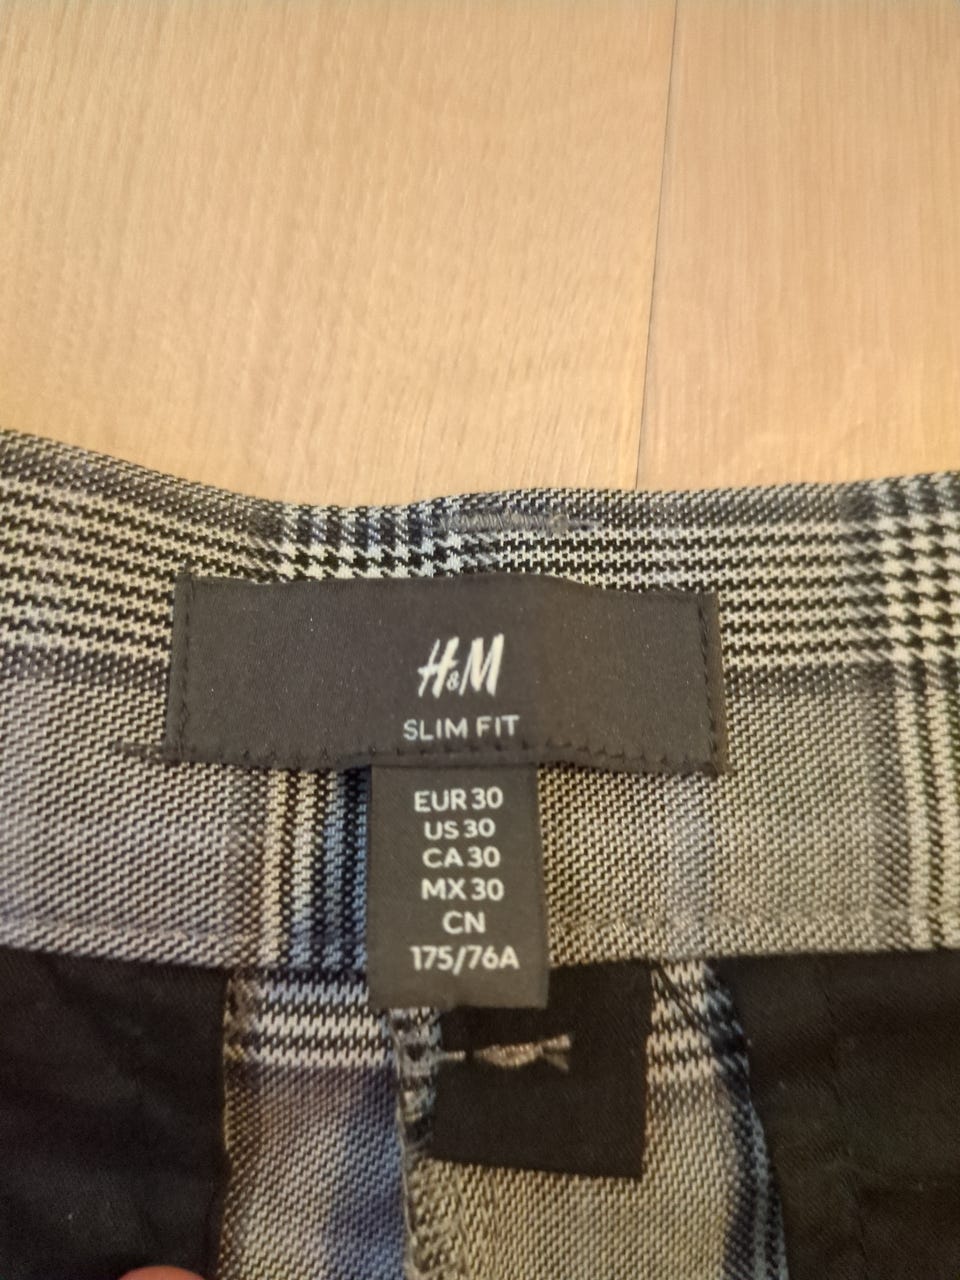 H&M
SLIM FIT
EUR 30
US 30
CA 30
MX 30
CN
175/76A